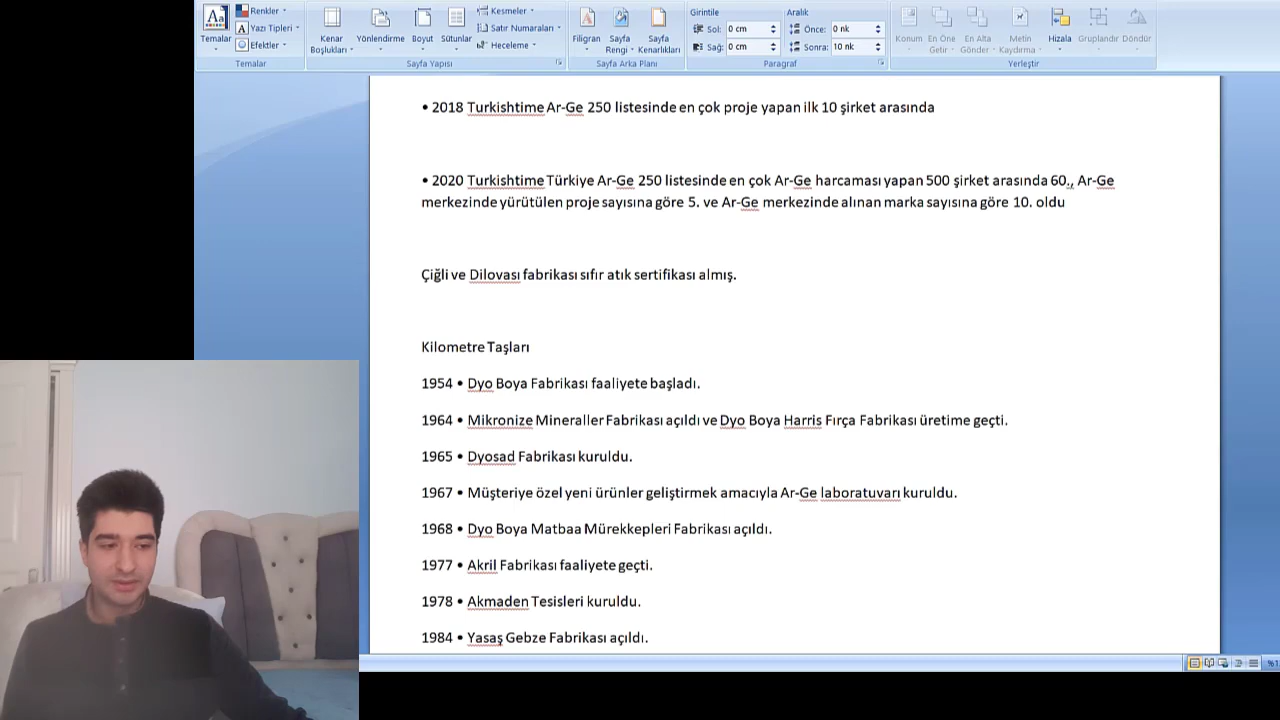 Renkler
Yazı Tipleri
Efektler
Temalar
Temalar
Kenar Boşlukları
Yönlendirme
Boyut
Sütunlar
Kesmeler
Satır Numaraları
Heceleme
Sayfa Yapısı
Filigran
Sayfa Rengi
Sayfa Kenarlıkları
Sayfa Arka Planı
Girintile
Sol: 0 cm
Sağ: 0 cm
Aralık
Önce: 0 nk
Sonra: 10 nk
Paragraf
Konum
En Öne Getir
En Alta Gönder
Metin Kaydırma
Hizala
Gruplandır
Döndür
Yerleştir
• 2018 Turkishtime Ar-Ge 250 listesinde en çok proje yapan ilk 10 şirket arasında
• 2020 Turkishtime Türkiye Ar-Ge 250 listesinde en çok Ar-Ge harcaması yapan 500 şirket arasında 60., Ar-Ge
merkezinde yürütülen proje sayısına göre 5. ve Ar-Ge merkezinde alınan marka sayısına göre 10. oldu
Çiğli ve Dilovası fabrikası sıfır atık sertifikası almış.
Kilometre Taşları
1954 • Dyo Boya Fabrikası faaliyete başladı.
1964 • Mikronize Mineraller Fabrikası açıldı ve Dyo Boya Harris Fırça Fabrikası üretime geçti.
1965 • Dyosad Fabrikası kuruldu.
1967 • Müşteriye özel yeni ürünler geliştirmek amacıyla Ar-Ge laboratuvarı kuruldu.
1968 • Dyo Boya Matbaa Mürekkepleri Fabrikası açıldı.
1977 • Akril Fabrikası faaliyete geçti.
1978 • Akmaden Tesisleri kuruldu.
1984 • Yasaş Gebze Fabrikası açıldı.